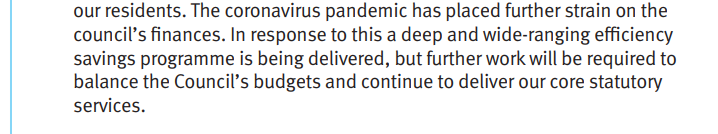 our residents. The coronavirus pandemic has placed further strain on the
council’s finances. In response to this a deep and wide-ranging efficiency
savings programme is being delivered, but further work will be required to
balance the Council’s budgets and continue to deliver our core statutory
services.